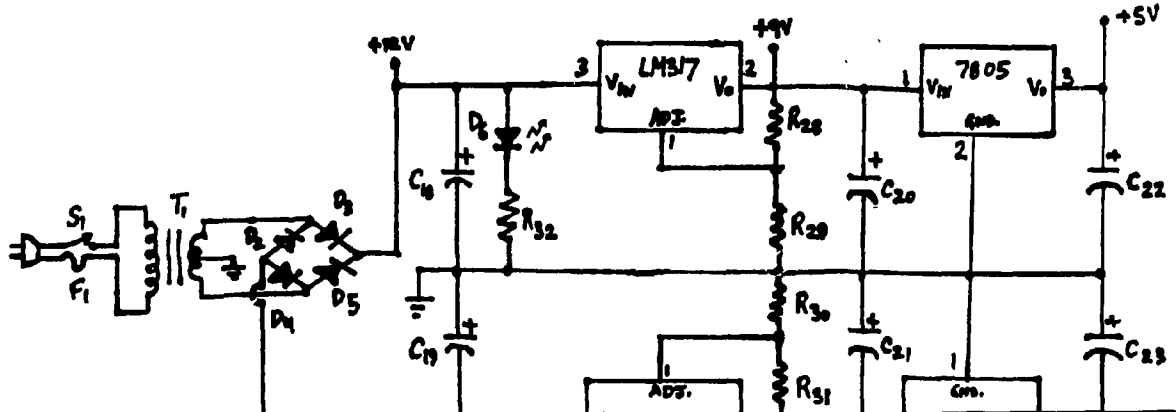 +12V
+9V
+5V
3
LM317
2
VIN
VO
ADJ.
1
1
7805
3
VIN
VO
GND.
2
D6
R28
C18
C20
C22
R32
R29
S1
T1
D3
D2
F1
D5
D4
R30
C19
C21
C23
1
ADJ.
R31
1
GND.